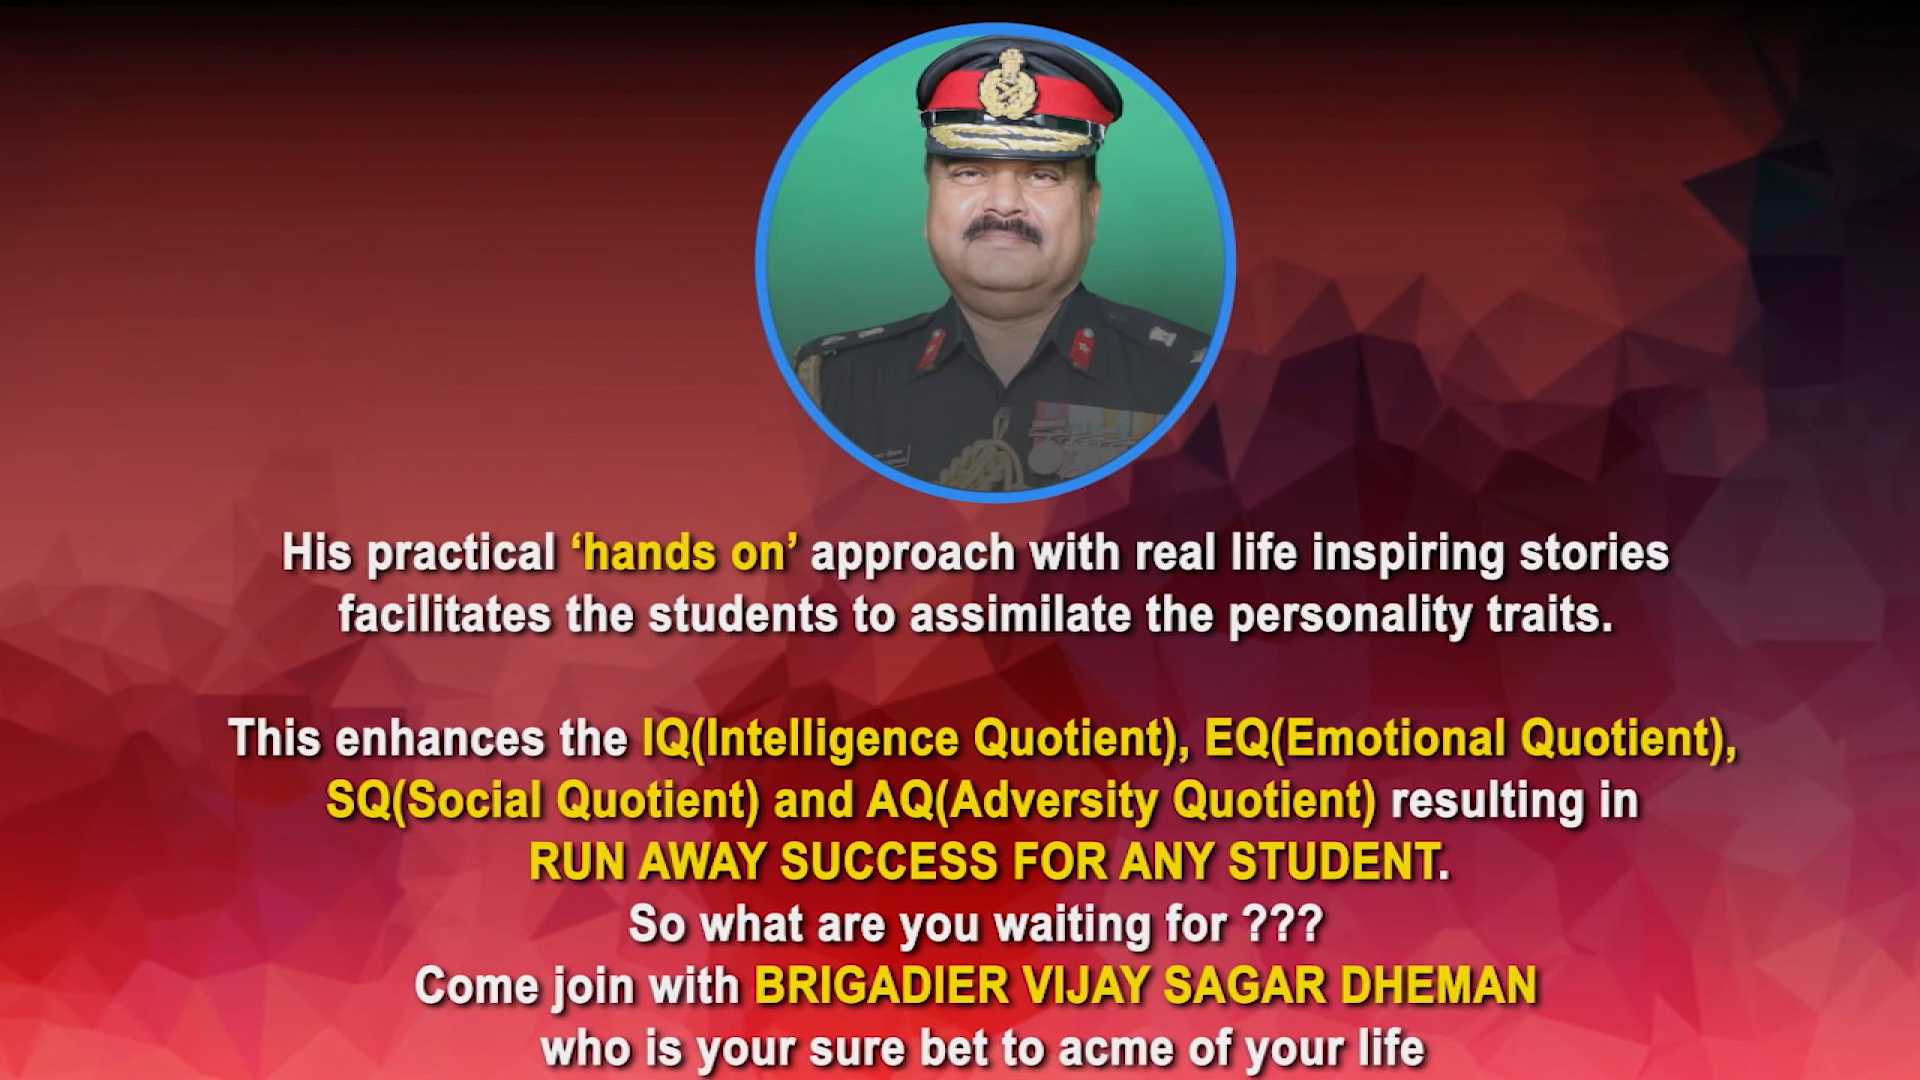 His practical ‘hands on’ approach with real life inspiring stories
facilitates the students to assimilate the personality traits.
This enhances the IQ(Intelligence Quotient), EQ(Emotional Quotient),
SQ(Social Quotient) and AQ(Adversity Quotient) resulting in
RUN AWAY SUCCESS FOR ANY STUDENT.
So what are you waiting for ???
Come join with BRIGADIER VIJAY SAGAR DHEMAN
who is your sure bet to acme of your life